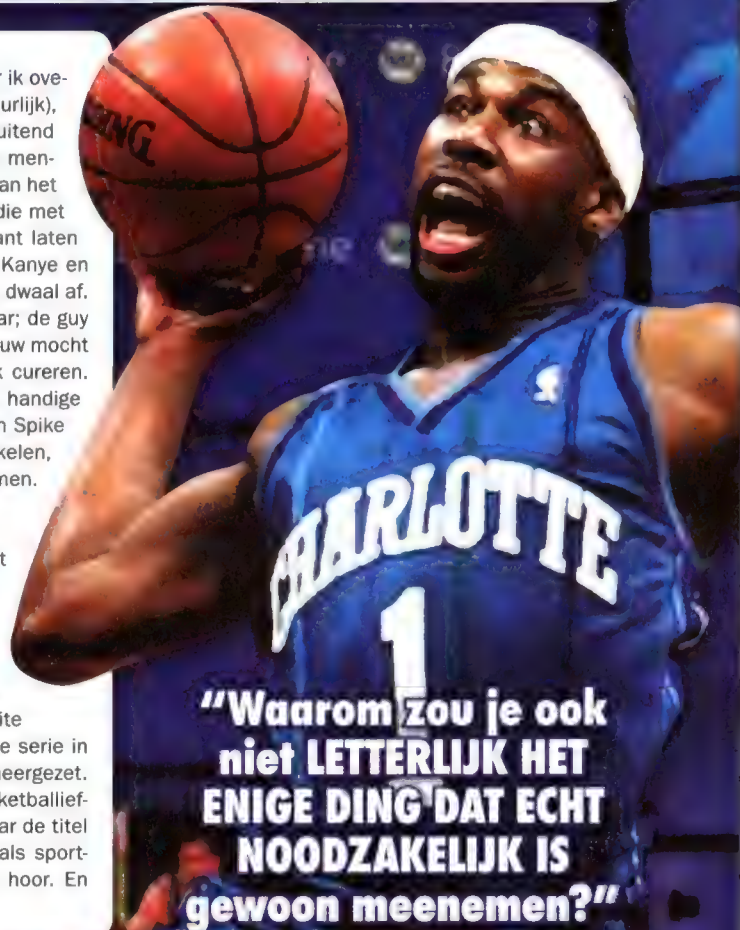 r ik ove-
urlijk),
uitend
men-
an het
die met
ant laten
Kanye en
dwaal af.
ar; de guy
uw mocht
k cureren.
handige
n Spike
kelen,
men.
t
ite
e serie in
eergezet.
ketballief-
ar de titel
als sport-
hoor. En
NG
CHARLOTTE
1
"Waarom zou je ook
niet LETTERLIJK HET
ENIGE DING DAT ECHT
NOODZAKELIJK IS
gewoon meenemen?"